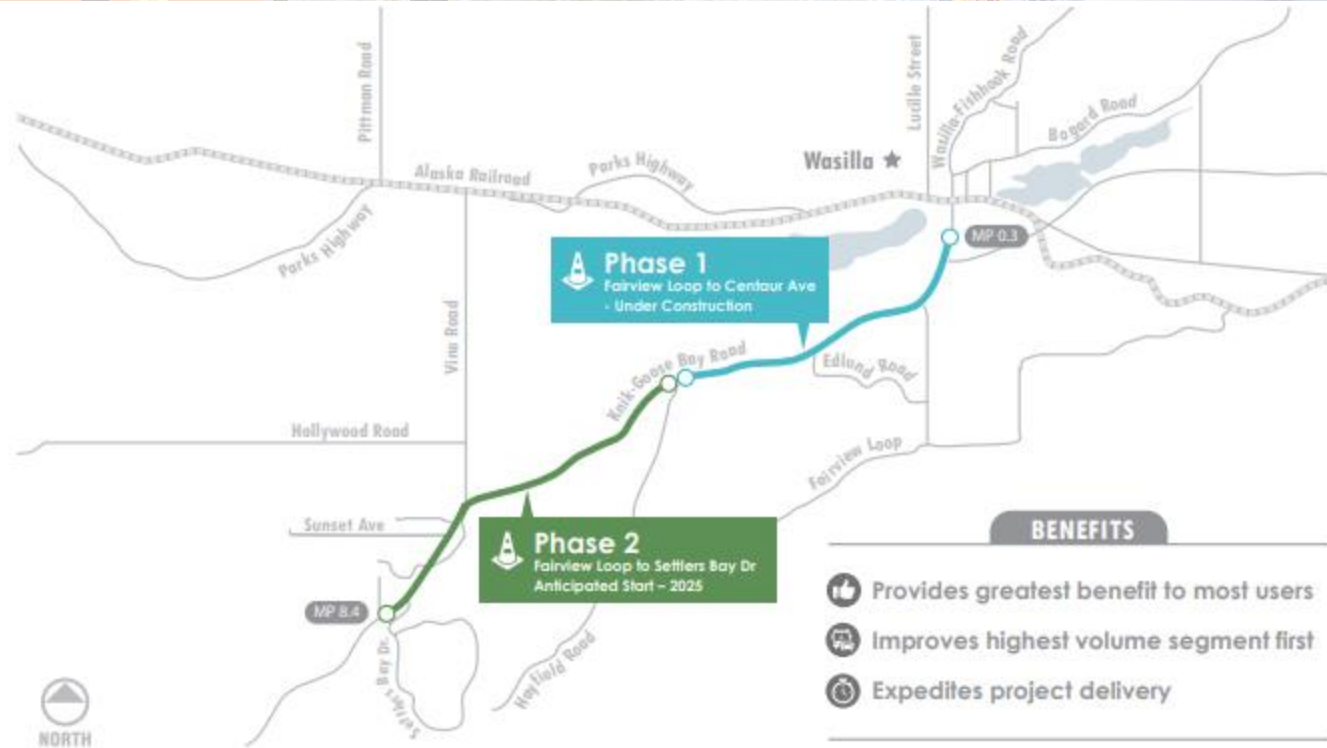 Pittman Road
Lucille Street
Wasilla-Fishhook Road
Bogard Road
Wasilla
Parks Highway
Alaska Railroad
Parks Highway
MP 0.3
Phase 1
Fairview Loop to Centaur Ave
- Under Construction
Vine Road
Knik-Goose Bay Road
Edlund Road
Hollywood Road
Fairview Loop
Sunset Ave
Phase 2
Fairview Loop to Settlers Bay Dr
Anticipated Start – 2025
MP 8.4
Settlers Bay Dr.
Hayfield Road
NORTH
BENEFITS
Provides greatest benefit to most users
Improves highest volume segment first
Expedites project delivery